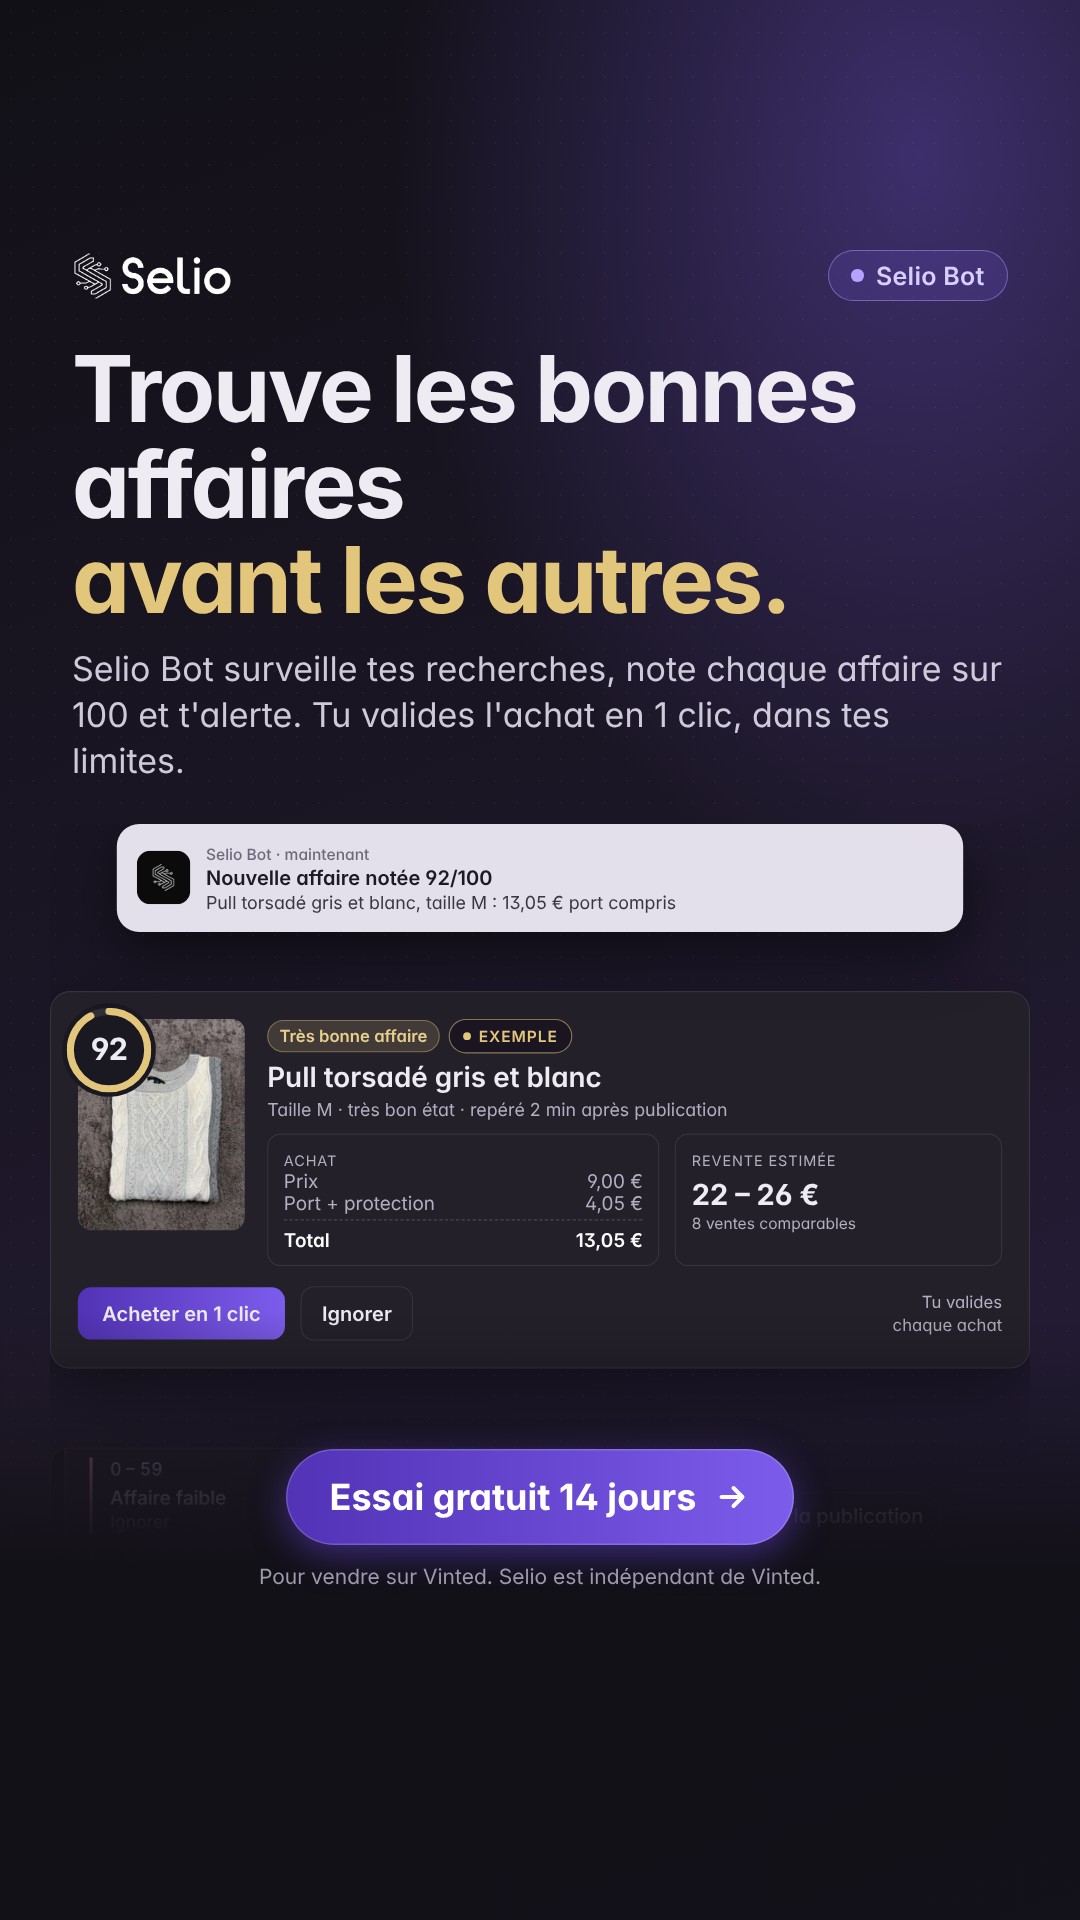 Selio
Selio Bot
Trouve les bonnes
affaires
avant les autres.
Selio Bot surveille tes recherches, note chaque affaire sur
100 et t'alerte. Tu valides l'achat en 1 clic, dans tes
limites.
Selio Bot · maintenant
Nouvelle affaire notée 92/100
Pull torsadé gris et blanc, taille M : 13,05 € port compris
92
Très bonne affaire
EXEMPLE
Pull torsadé gris et blanc
Taille M · très bon état · repéré 2 min après publication
ACHAT
Prix 9,00 €
Port + protection 4,05 €
Total 13,05 €
REVENTE ESTIMÉE
22 – 26 €
8 ventes comparables
Acheter en 1 clic
Ignorer
Tu valides
chaque achat
0 – 59
Affaire faible
Ignorer
la publication
Essai gratuit 14 jours →
Pour vendre sur Vinted. Selio est indépendant de Vinted.